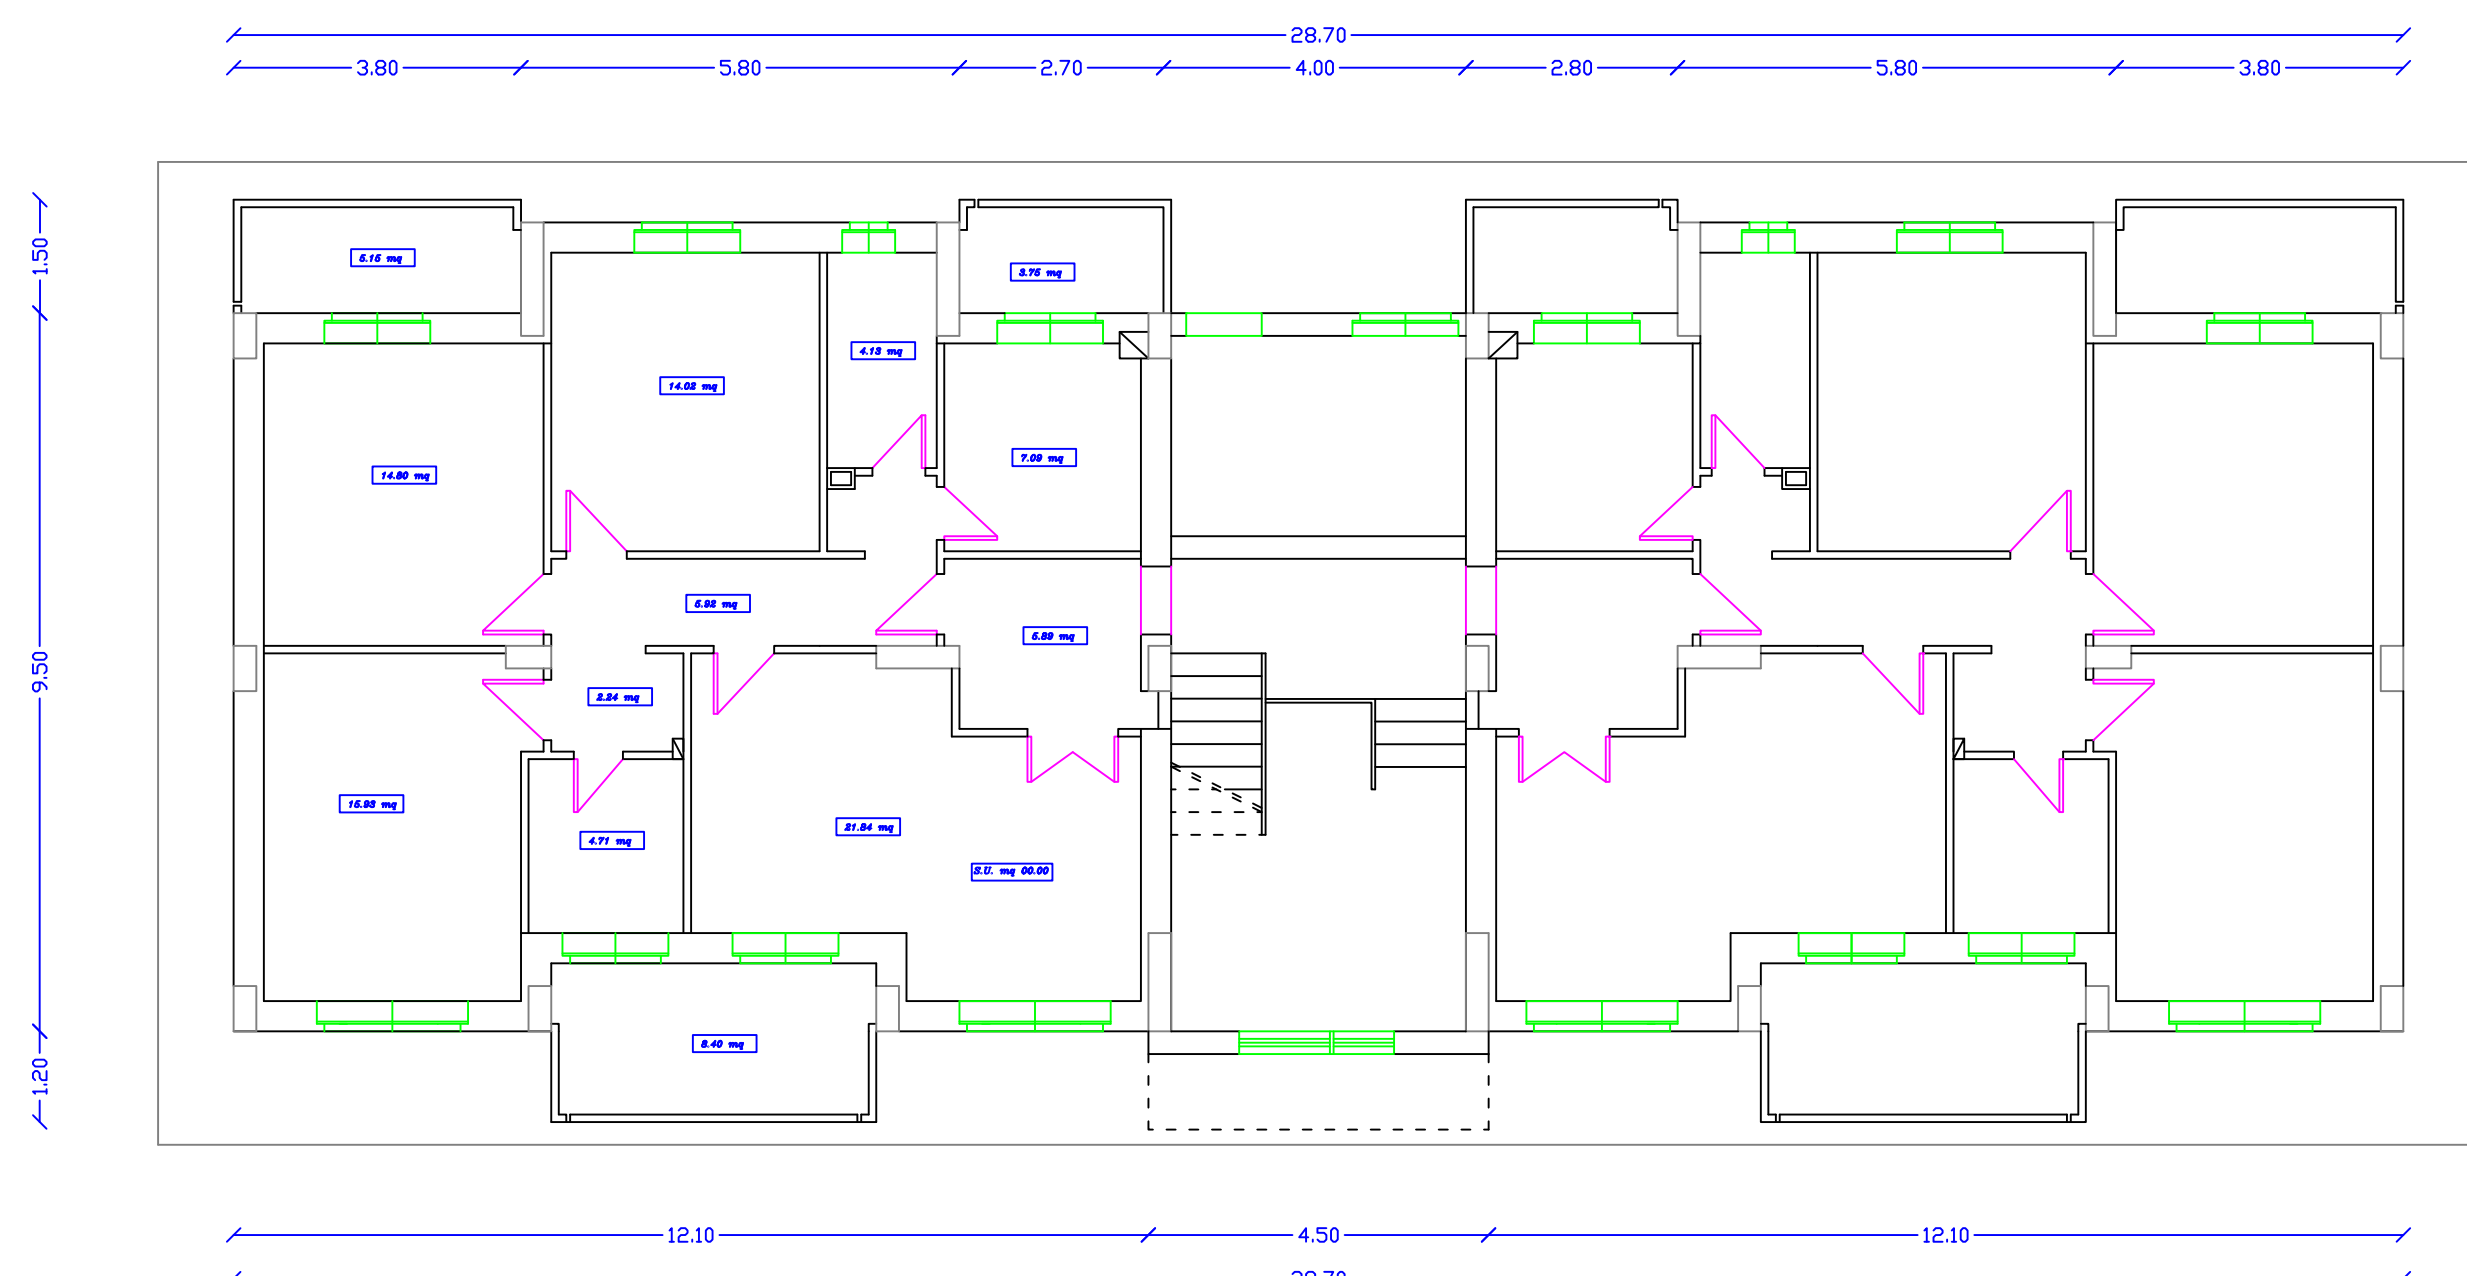 28.70
3.80 5.80 2.70 4.00 2.80 5.80 3.80
1.50
5.15 mq
3.75 mq
4.13 mq
14.02 mq
7.09 mq
14.80 mq
5.92 mq
5.89 mq
9.50
2.24 mq
15.93 mq
21.84 mq
4.71 mq
S.U. mq 00.00
8.40 mq
1.20
12.10 4.50 12.10
28.70